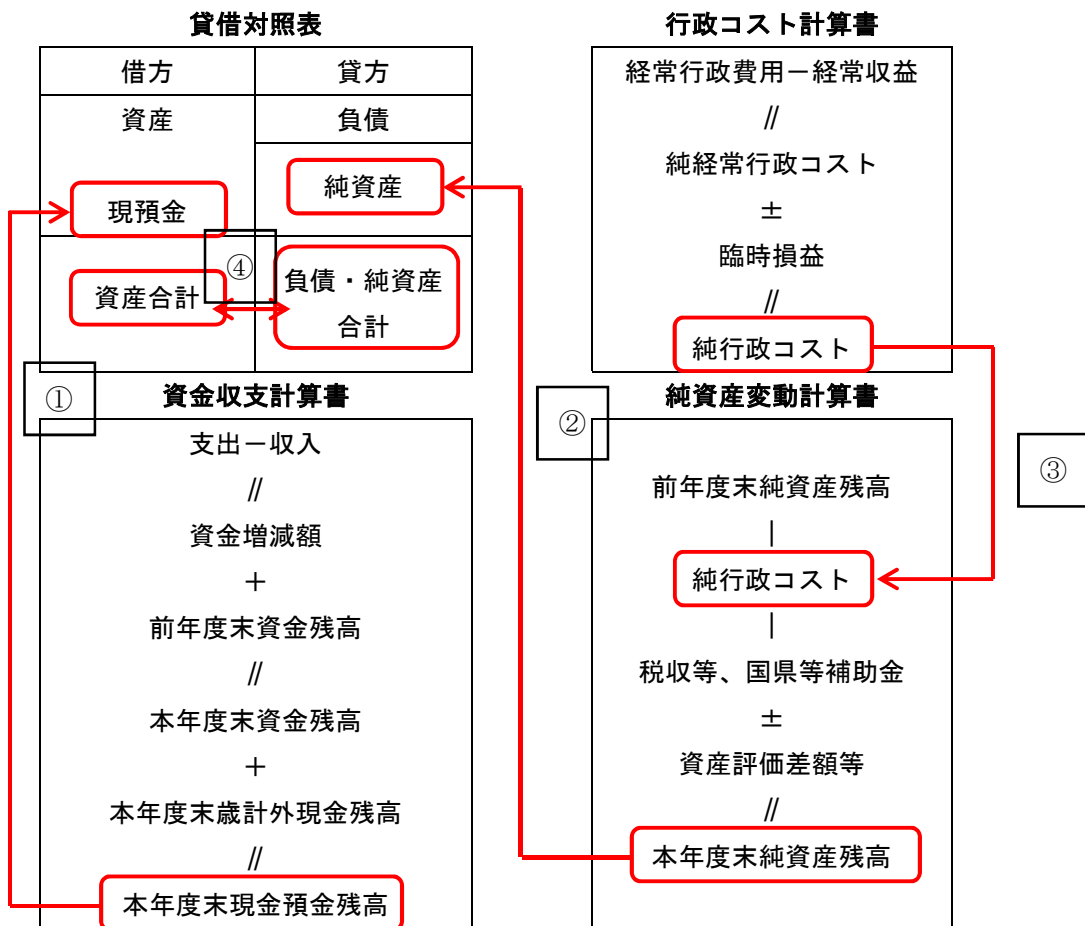 貸借対照表
借方
貸方
資産
負債
純資産
現預金
④
資産合計
負債・純資産
合計
行政コスト計算書
経常行政費用－経常収益
//
純経常行政コスト
±
臨時損益
//
純行政コスト
①
資金収支計算書
支出－収入
//
資金増減額
＋
前年度末資金残高
//
本年度末資金残高
＋
本年度末歳計外現金残高
//
本年度末現金預金残高
②
純資産変動計算書
③
前年度末純資産残高
｜
純行政コスト
｜
税収等、国県等補助金
±
資産評価差額等
//
本年度末純資産残高